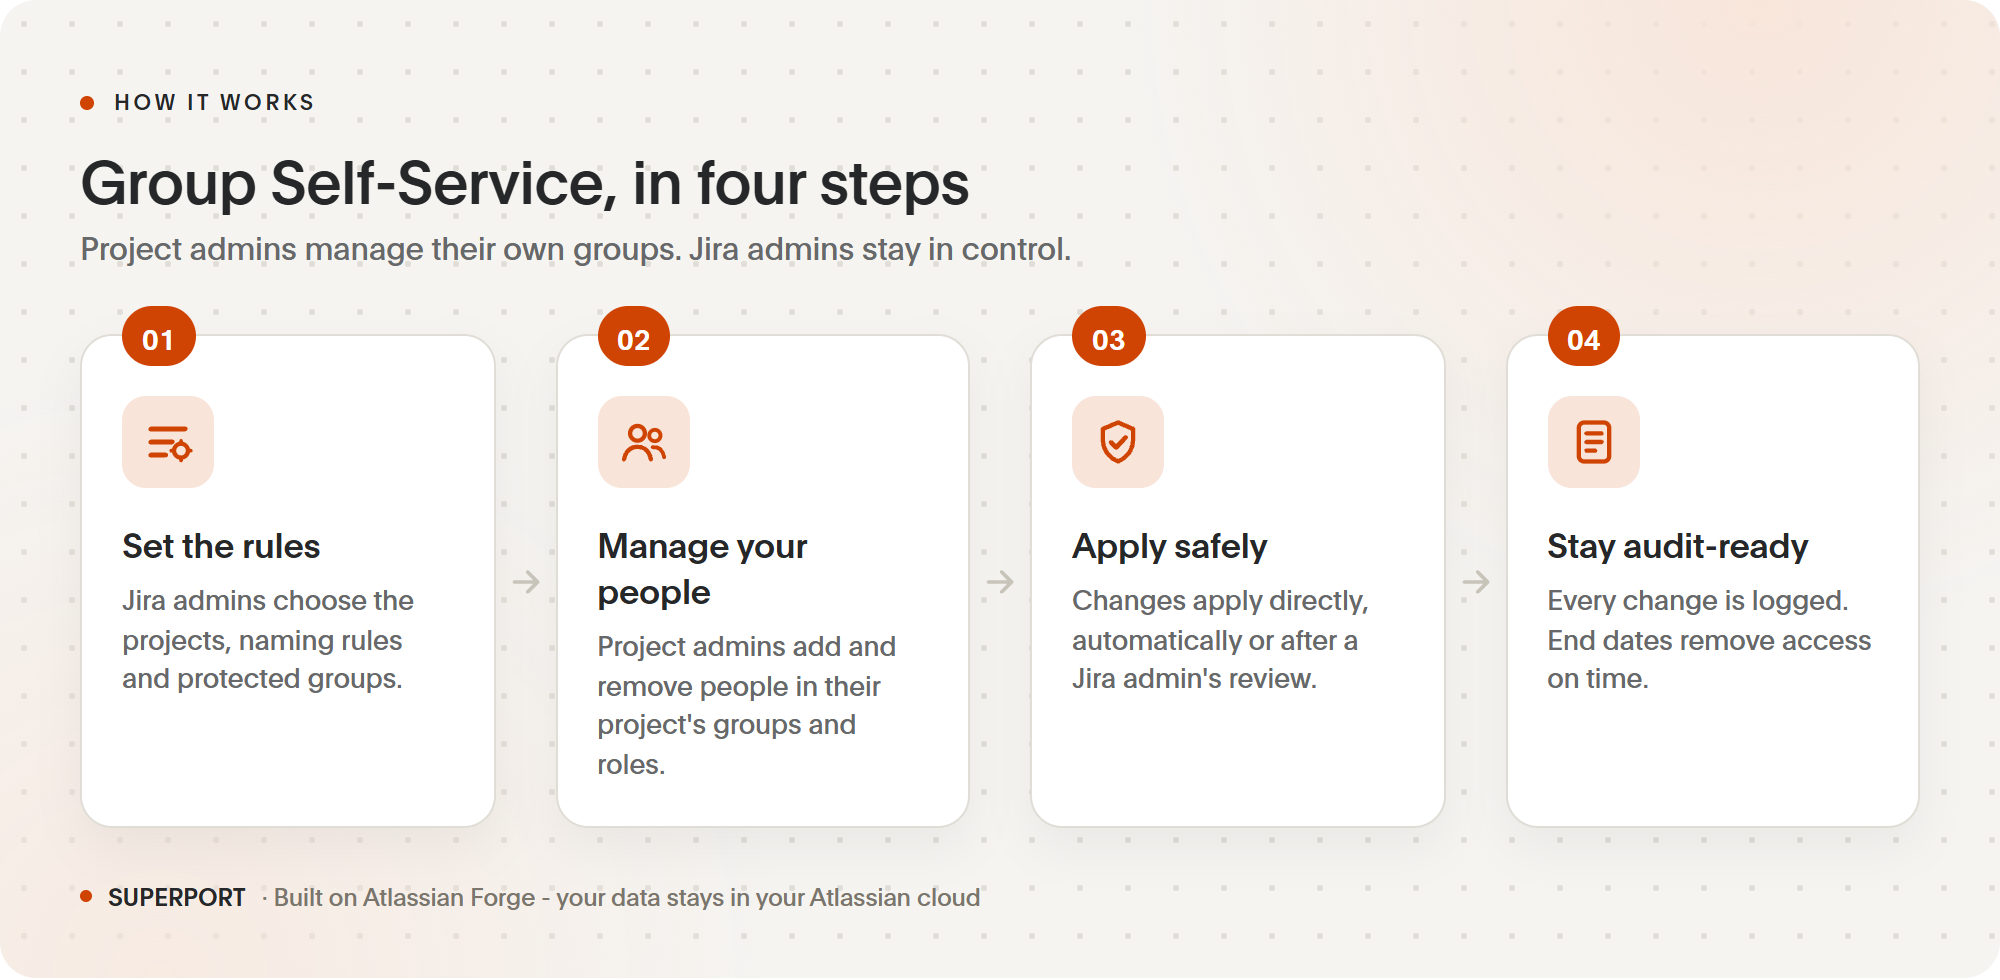 HOW IT WORKS
Group Self-Service, in four steps
Project admins manage their own groups. Jira admins stay in control.
01
Set the rules
Jira admins choose the
projects, naming rules
and protected groups.
02
Manage your
people
Project admins add and
remove people in their
project's groups and
roles.
03
Apply safely
Changes apply directly,
automatically or after a
Jira admin's review.
04
Stay audit-ready
Every change is logged.
End dates remove access
on time.
SUPERPORT · Built on Atlassian Forge - your data stays in your Atlassian cloud